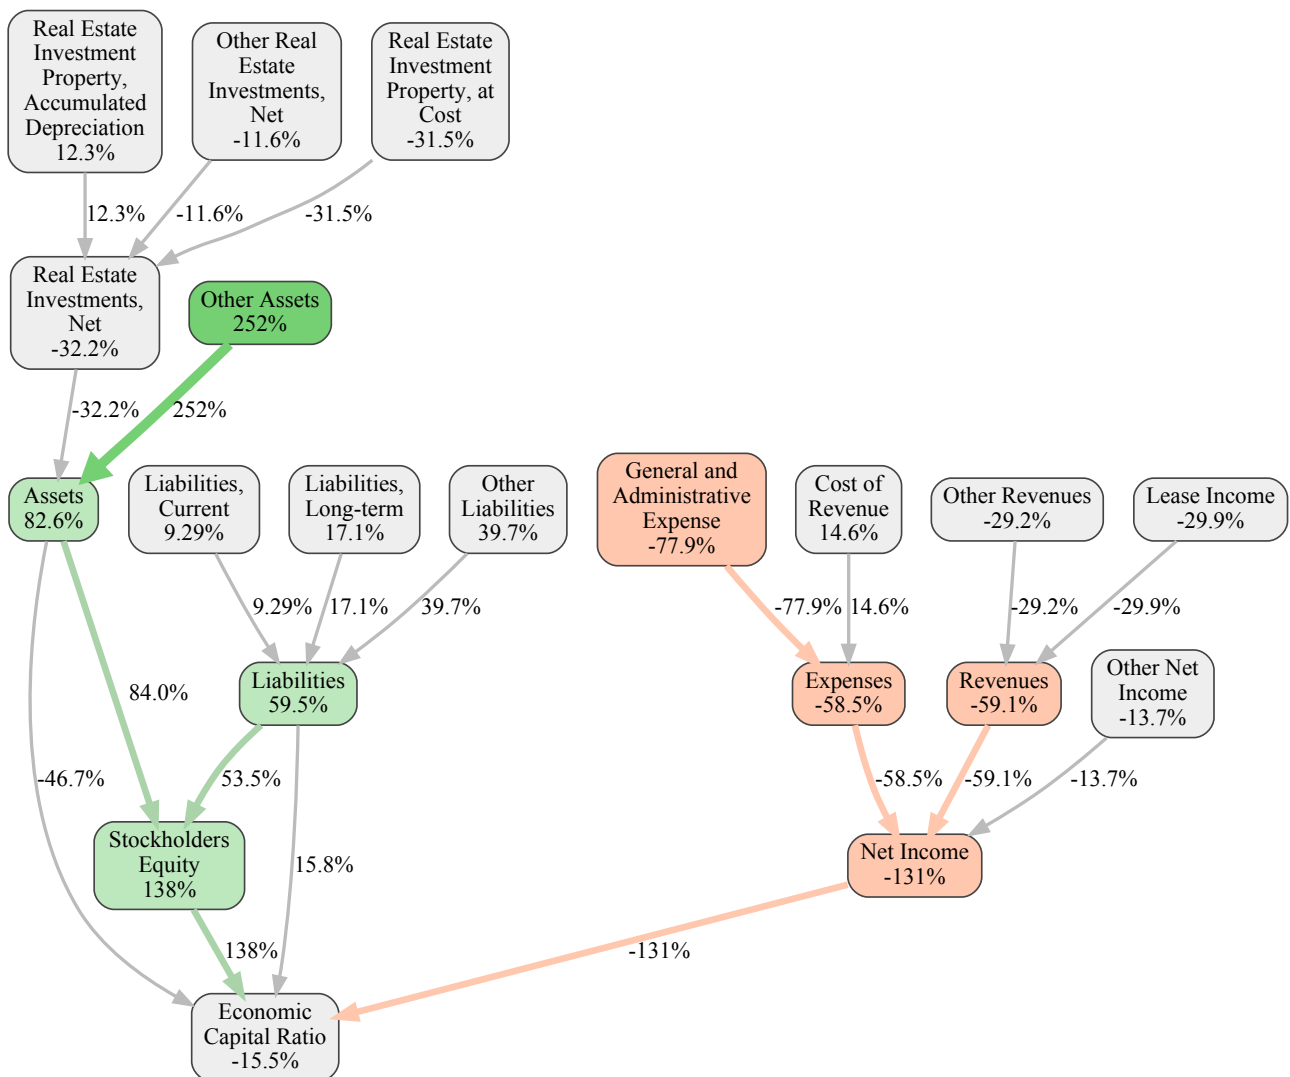 Real Estate
Investment
Property,
Accumulated
Depreciation
12.3%
Other Real
Estate
Investments,
Net
-11.6%
Real Estate
Investment
Property, at
Cost
-31.5%
12.3%
-11.6%
-31.5%
Real Estate
Investments,
Net
-32.2%
Other Assets
252%
-32.2%
252%
Assets
82.6%
Liabilities,
Current
9.29%
Liabilities,
Long-term
17.1%
Other
Liabilities
39.7%
General and
Administrative
Expense
-77.9%
Cost of
Revenue
14.6%
Other Revenues
-29.2%
Lease Income
-29.9%
9.29%
17.1%
39.7%
-77.9%
14.6%
-29.2%
-29.9%
84.0%
Liabilities
59.5%
Expenses
-58.5%
Revenues
-59.1%
Other Net
Income
-13.7%
-46.7%
53.5%
-58.5%
-59.1%
-13.7%
Stockholders
Equity
138%
15.8%
Net Income
-131%
138%
-131%
Economic
Capital Ratio
-15.5%